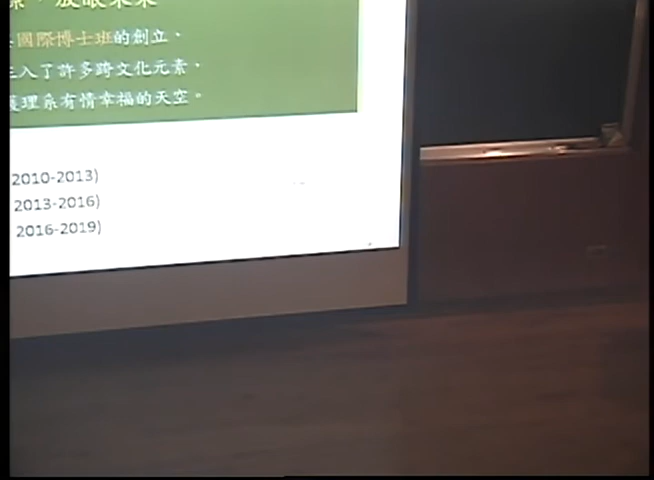 放眼未來
國際博士班的創立、
入了許多跨文化元素，
護理系有情幸福的天空。
2010-2013)
2013-2016)
2016-2019)